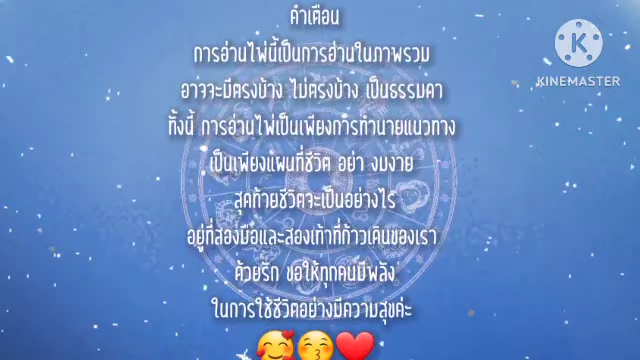 คำเตือน
การอ่านไพ่นี้เป็นการอ่านในภาพรวม
อาจจะมีตรงบ้าง ไม่ตรงบ้าง เป็นธรรมดา
ทั้งนี้ การอ่านไพ่เป็นเพียงการทำนายแนวทาง
เป็นเพียงแผนที่ชีวิต อย่า งมงาย
สุดท้ายชีวิตจะเป็นอย่างไร
อยู่ที่สองมือและสองเท้าที่ก้าวเดินของเรา
ด้วยรัก ขอให้ทุกคนมีพลัง
ในการใช้ชีวิตอย่างมีความสุขค่ะ
🥰😚❤️
K
KINEMASTER